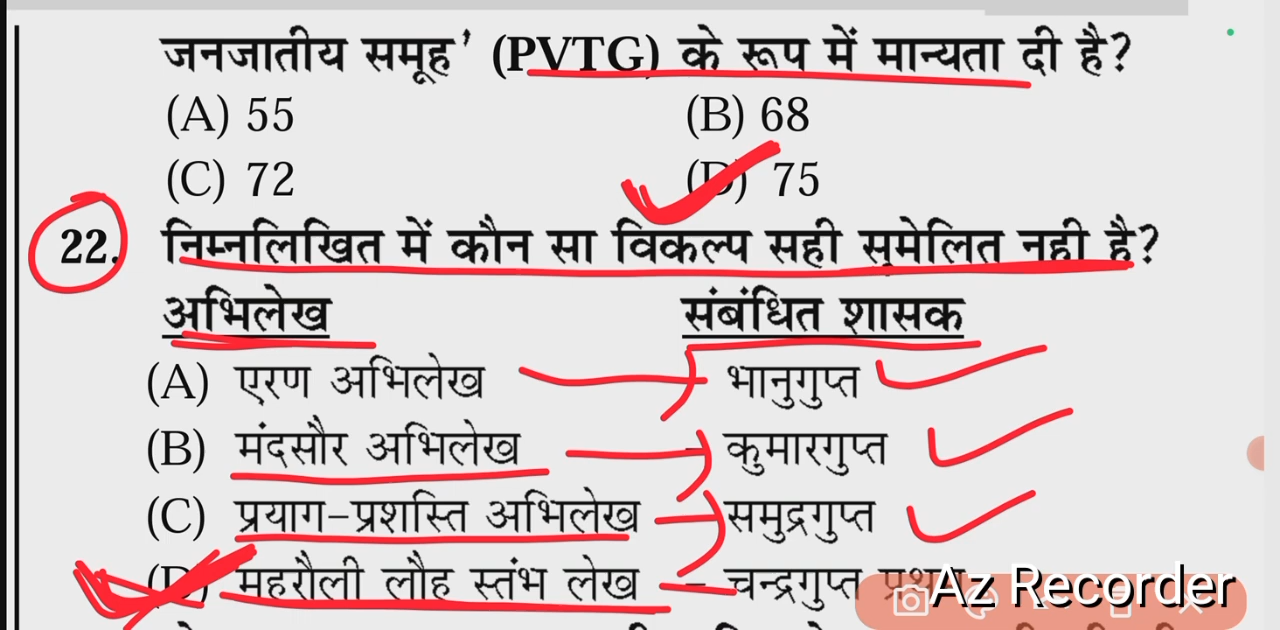 जनजातीय समूह’ (PVTG) के रूप में मान्यता दी है?
(A) 55 (B) 68
(C) 72 (D) 75
22. निम्नलिखित में कौन सा विकल्प सही सुमेलित नही है?
अभिलेख संबंधित शासक
(A) एरण अभिलेख - भानुगुप्त
(B) मंदसौर अभिलेख - कुमारगुप्त
(C) प्रयाग-प्रशस्ति अभिलेख - समुद्रगुप्त
(D) महरौली लौह स्तंभ लेख - चन्द्रगुप्त
Az Recorder